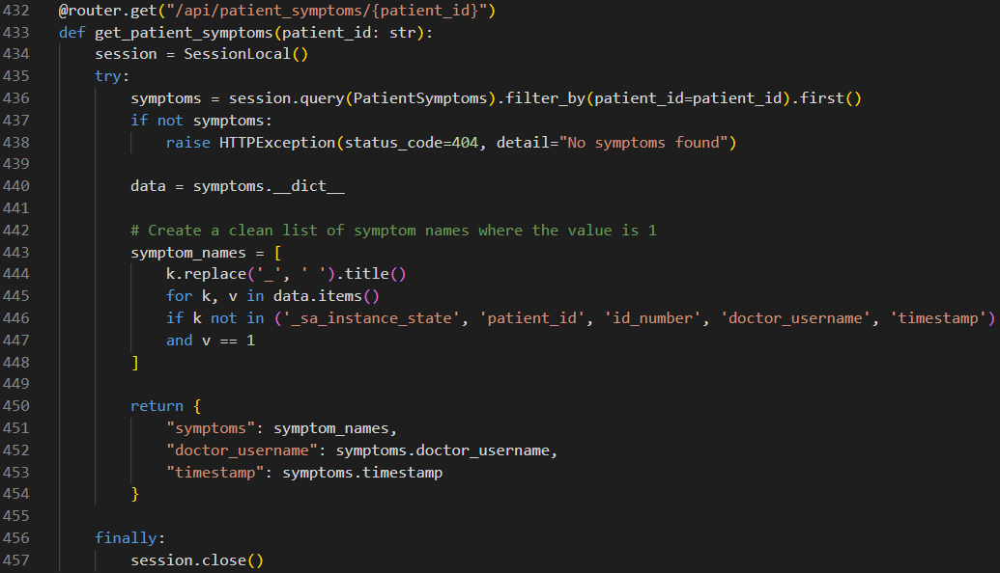 432 @router.get("/api/patient_symptoms/{patient_id}")
433 def get_patient_symptoms(patient_id: str):
434     session = SessionLocal()
435     try:
436         symptoms = session.query(PatientSymptoms).filter_by(patient_id=patient_id).first()
437         if not symptoms:
438             raise HTTPException(status_code=404, detail="No symptoms found")
439
440         data = symptoms.__dict__
441
442         # Create a clean list of symptom names where the value is 1
443         symptom_names = [
444             k.replace('_', ' ').title()
445             for k, v in data.items()
446             if k not in ('_sa_instance_state', 'patient_id', 'id_number', 'doctor_username', 'timestamp')
447             and v == 1
448         ]
449
450         return {
451             "symptoms": symptom_names,
452             "doctor_username": symptoms.doctor_username,
453             "timestamp": symptoms.timestamp
454         }
455
456     finally:
457         session.close()